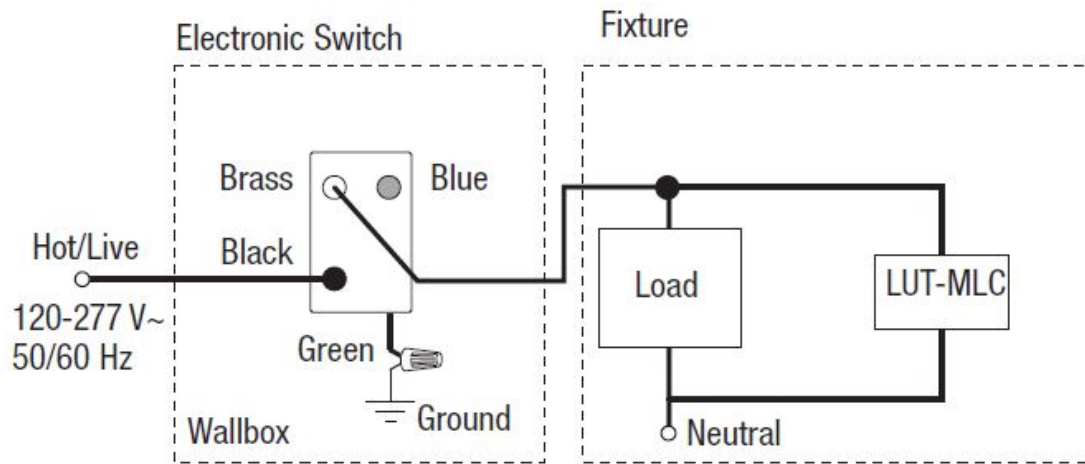 Electronic Switch
Fixture
Brass
Blue
Hot/Live
Black
Load
LUT-MLC
120-277 V~
50/60 Hz
Green
Ground
Wallbox
Neutral